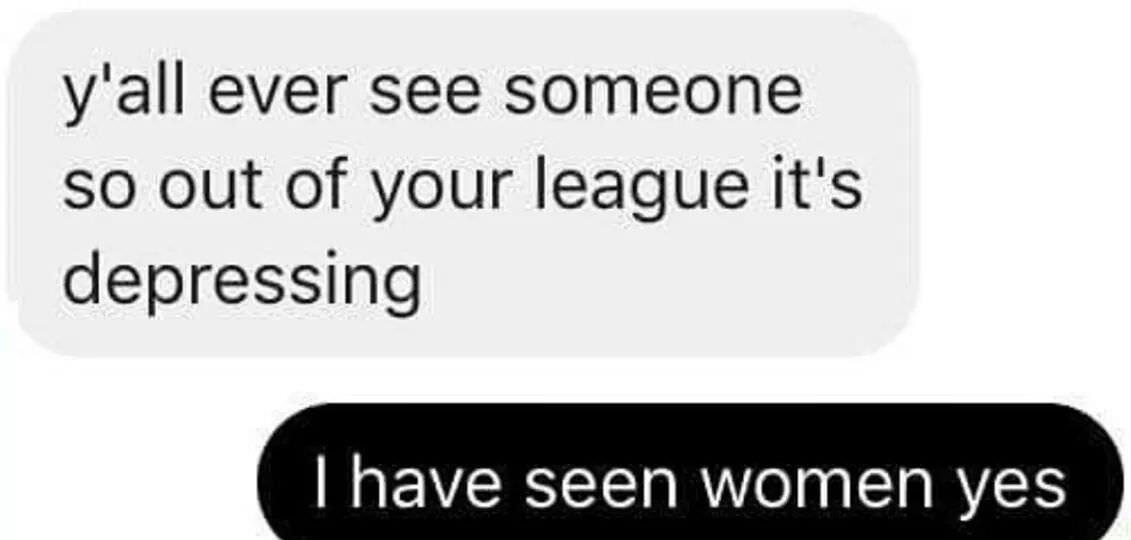 y'all ever see someone
so out of your league it's
depressing
I have seen women yes